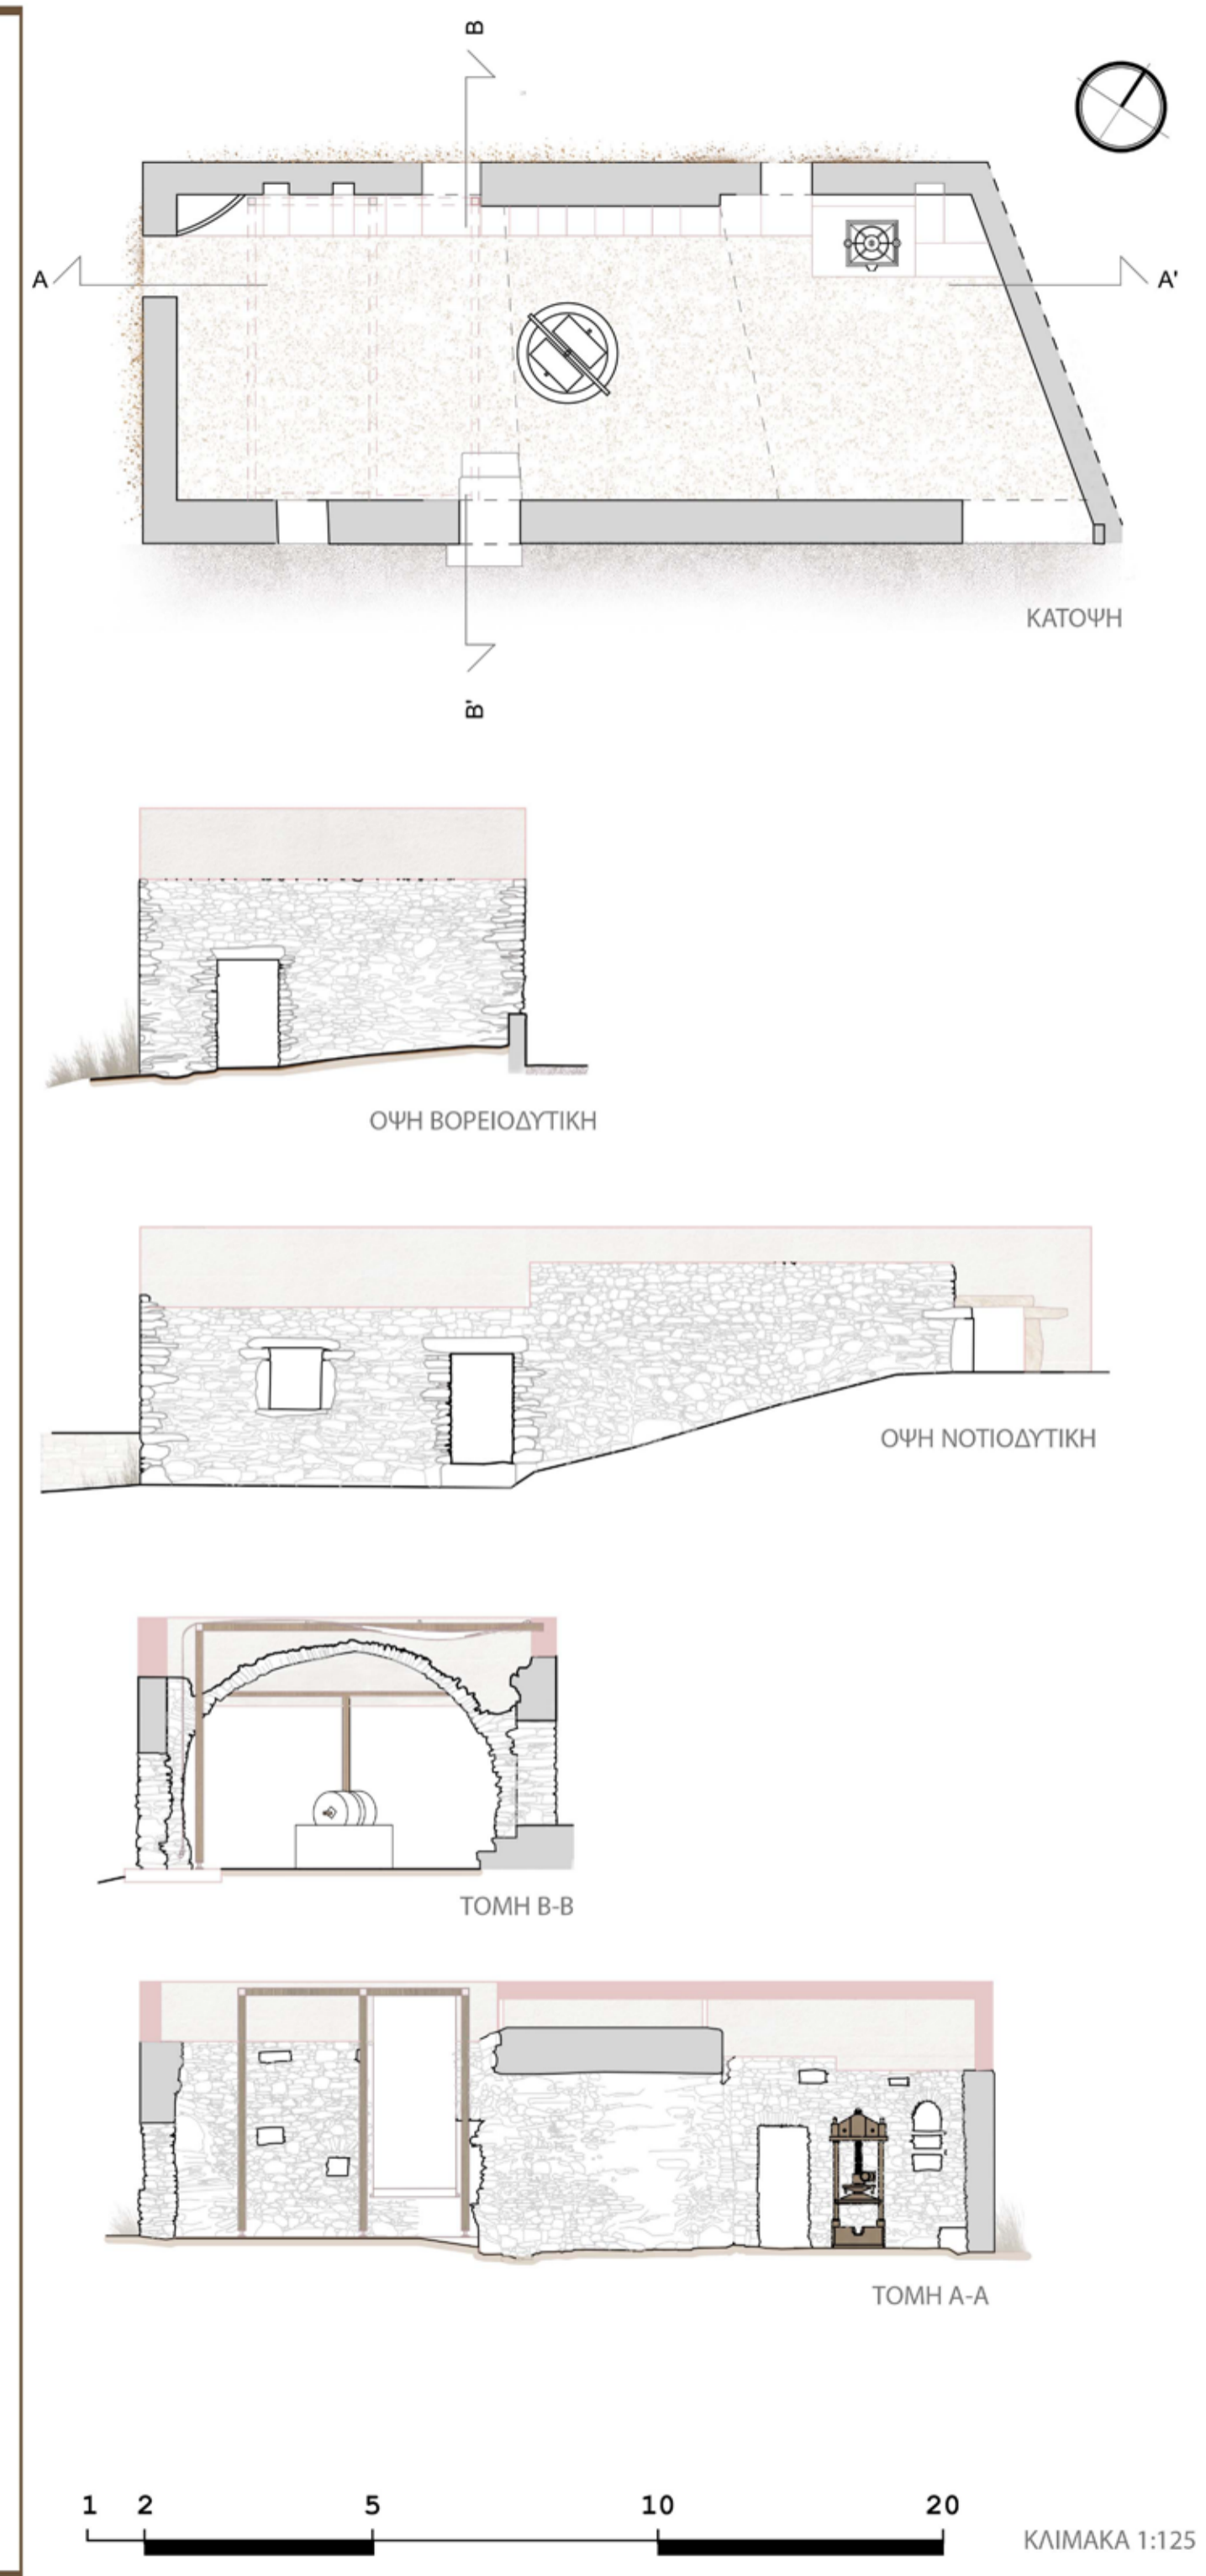 B
A
A'
ΚΑΤΟΨΗ
B'
ΟΨΗ ΒΟΡΕΙΟΔΥΤΙΚΗ
ΟΨΗ ΝΟΤΙΟΔΥΤΙΚΗ
ΤΟΜΗ Β-Β
ΤΟΜΗ Α-Α
1 2 5 10 20
ΚΛΙΜΑΚΑ 1:125